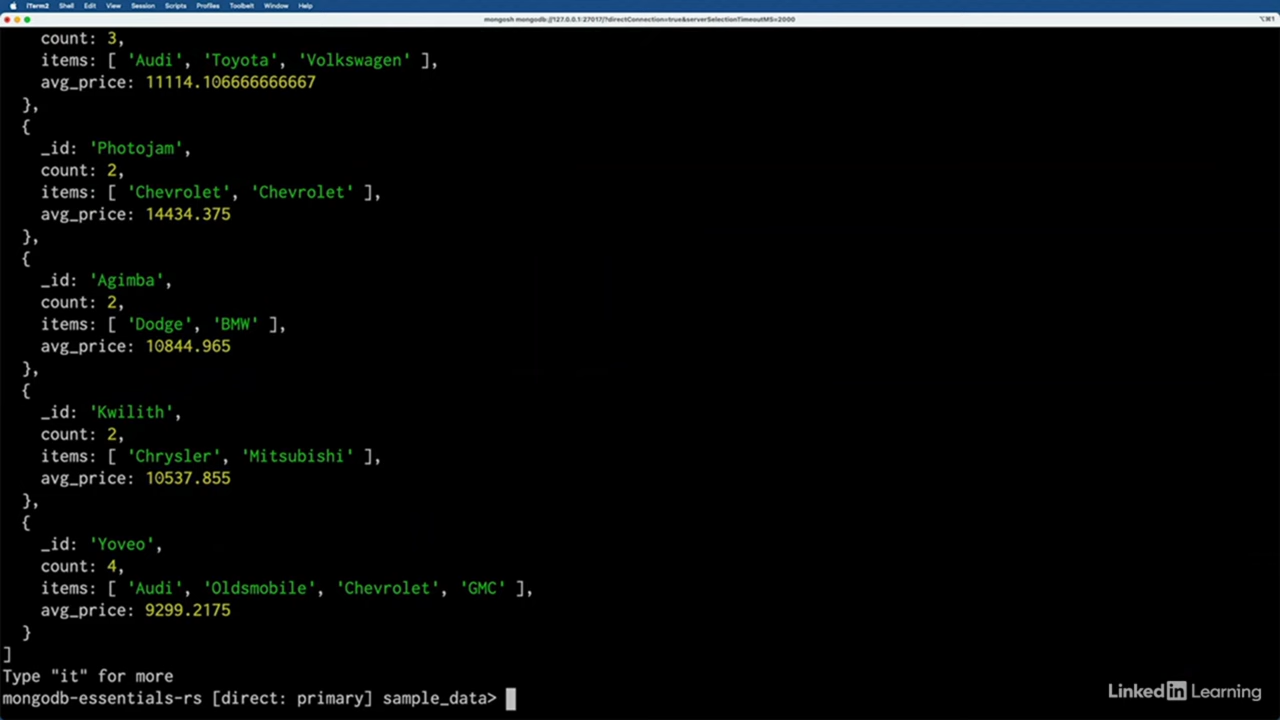 iTerm2 Shell Edit View Session Scripts Profiles Toolbelt Window Help
mongosh mongodb://127.0.0.1:27017/?directConnection=true&serverSelectionTimeoutMS=2000 ⌥⌘1
count: 3,
items: [ 'Audi', 'Toyota', 'Volkswagen' ],
avg_price: 11114.106666666667
},
{
_id: 'Photojam',
count: 2,
items: [ 'Chevrolet', 'Chevrolet' ],
avg_price: 14434.375
},
{
_id: 'Agimba',
count: 2,
items: [ 'Dodge', 'BMW' ],
avg_price: 10844.965
},
{
_id: 'Kwilith',
count: 2,
items: [ 'Chrysler', 'Mitsubishi' ],
avg_price: 10537.855
},
{
_id: 'Yoveo',
count: 4,
items: [ 'Audi', 'Oldsmobile', 'Chevrolet', 'GMC' ],
avg_price: 9299.2175
}
]
Type "it" for more
mongodb-essentials-rs [direct: primary] sample_data>
LinkedIn Learning